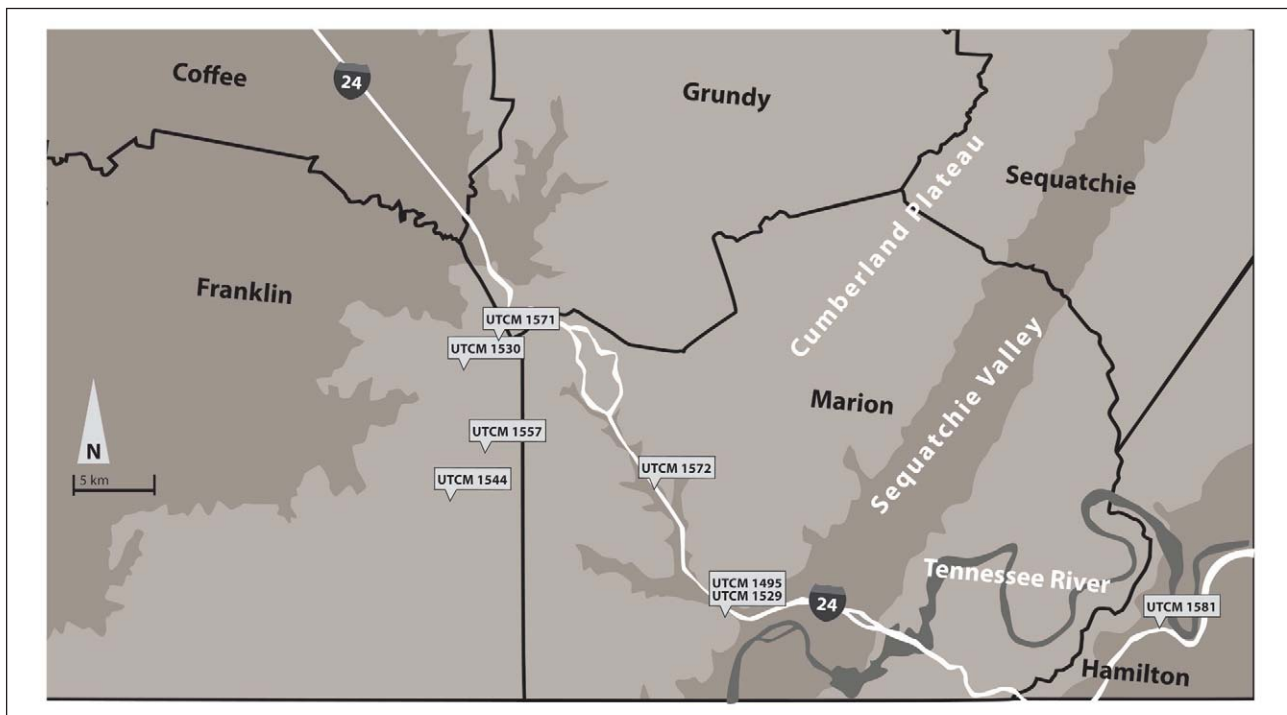 Coffee
24
Grundy
Sequatchie
Cumberland Plateau
Franklin
UTCM 1571
UTCM 1530
Sequatchie Valley
Marion
N
5 km
UTCM 1557
UTCM 1572
UTCM 1544
Tennessee River
UTCM 1495
UTCM 1529
24
UTCM 1581
Hamilton